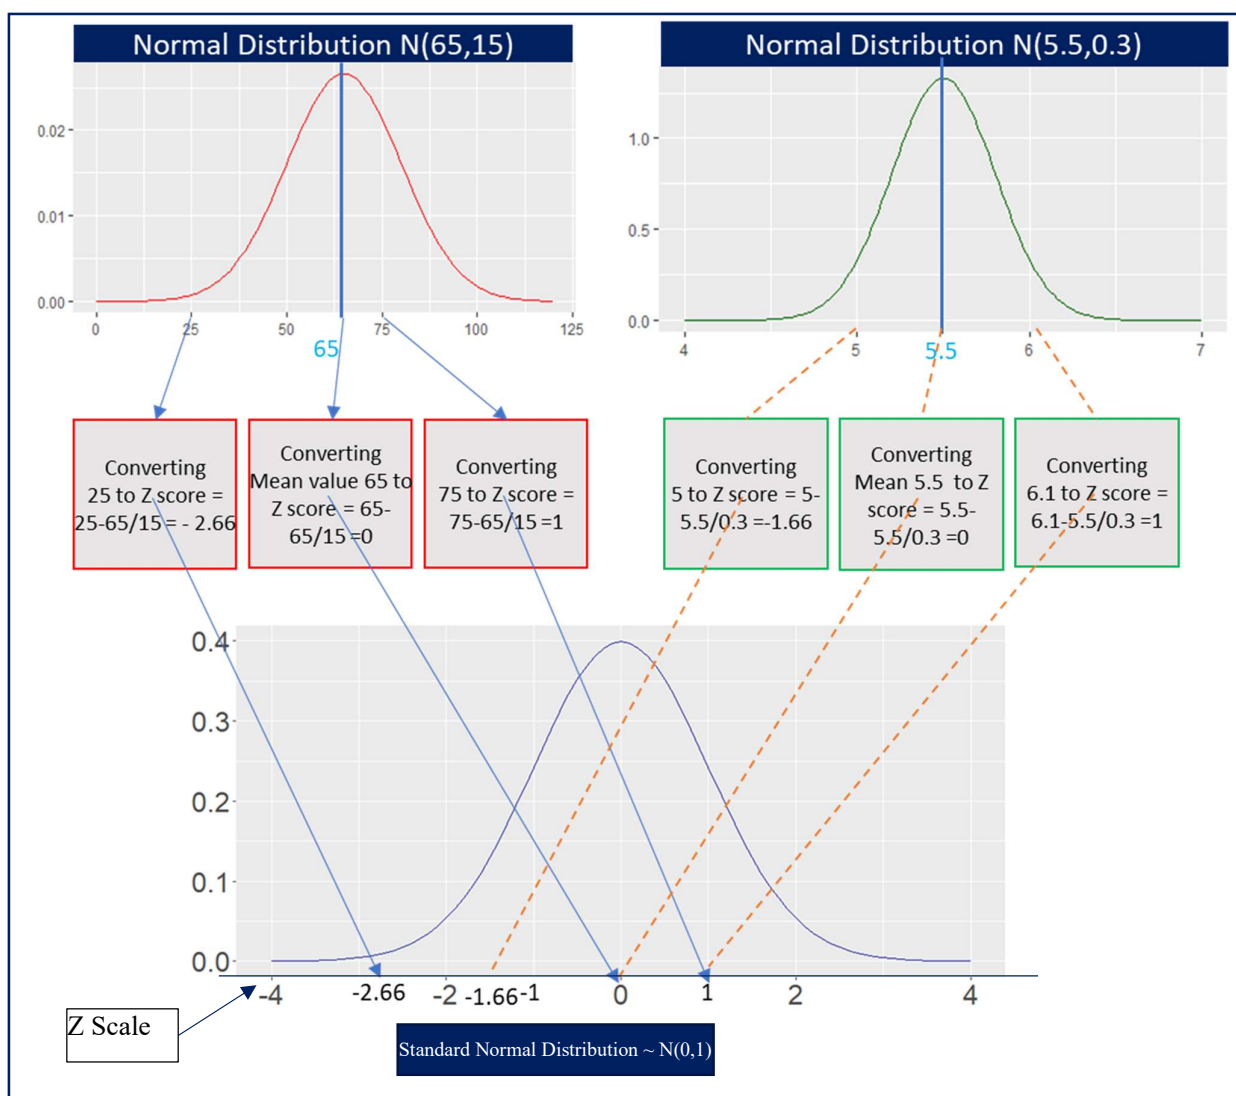 Normal Distribution N(65,15)
Normal Distribution N(5.5,0.3)
0.02
0.01
0.00
0 25 50 75 100 125
65
1.0
0.5
0.0
4 5 6 7
5.5
Converting
25 to Z score =
25-65/15 = - 2.66
Converting
Mean value 65 to
Z score = 65-
65/15 =0
Converting
75 to Z score =
75-65/15 =1
Converting
5 to Z score = 5-
5.5/0.3 =-1.66
Converting
Mean 5.5 to Z
score = 5.5-
5.5/0.3 =0
Converting
6.1 to Z score =
6.1-5.5/0.3 =1
0.4
0.3
0.2
0.1
0.0
-4 -2.66 -2 -1.66 -1 0 1 2 4
Z Scale
Standard Normal Distribution ~ N(0,1)